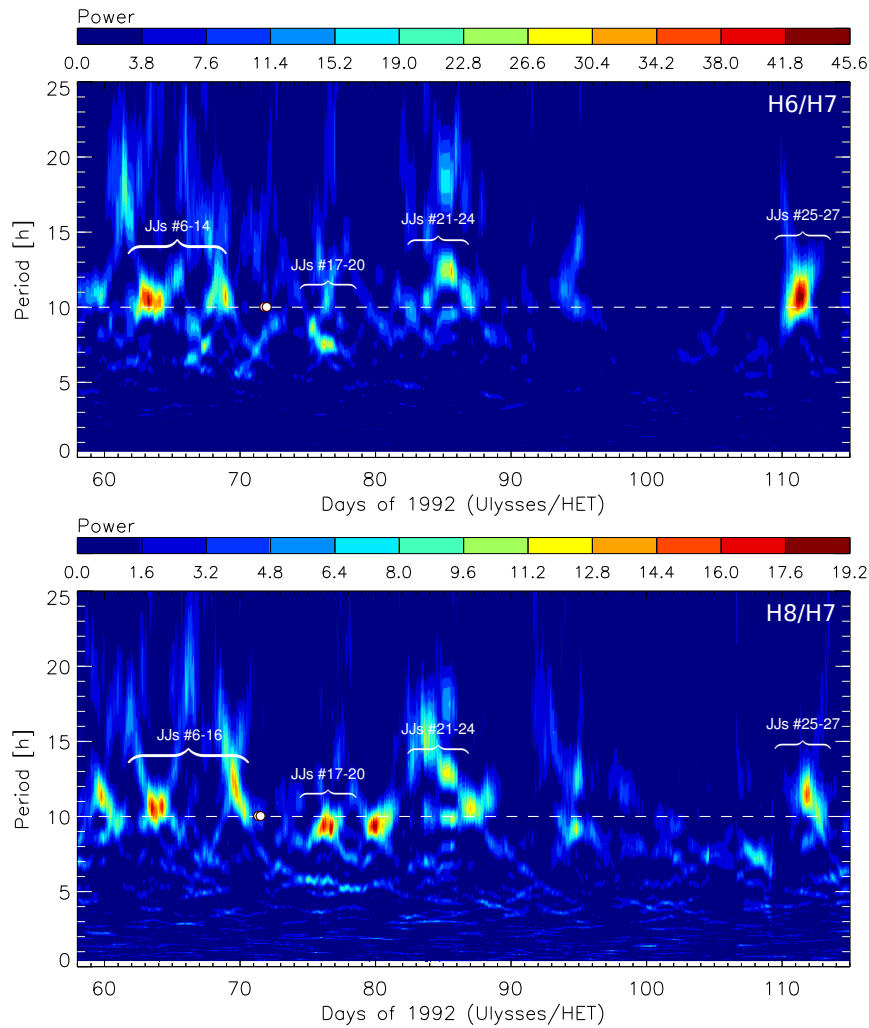 Power
0.0 3.8 7.6 11.4 15.2 19.0 22.8 26.6 30.4 34.2 38.0 41.8 45.6
H6/H7
25
20
15
10
5
0
Period [h]
JJs #6-14
JJs #17-20
JJs #21-24
JJs #25-27
60 70 80 90 100 110
Days of 1992 (Ulysses/HET)
Power
0.0 1.6 3.2 4.8 6.4 8.0 9.6 11.2 12.8 14.4 16.0 17.6 19.2
H8/H7
25
20
15
10
5
0
Period [h]
JJs #6-16
JJs #17-20
JJs #21-24
JJs #25-27
60 70 80 90 100 110
Days of 1992 (Ulysses/HET)